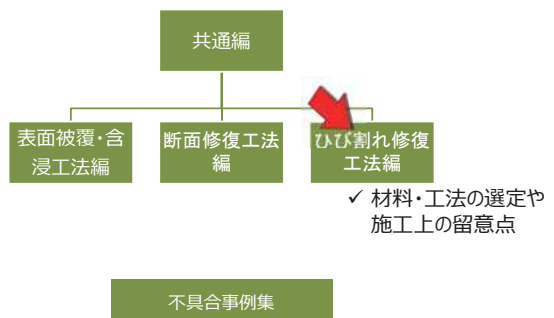 共通編
表面被覆・含
浸工法編
断面修復工法
編
ひび割れ修復
工法編
✓ 材料・工法の選定や
施工上の留意点
不具合事例集